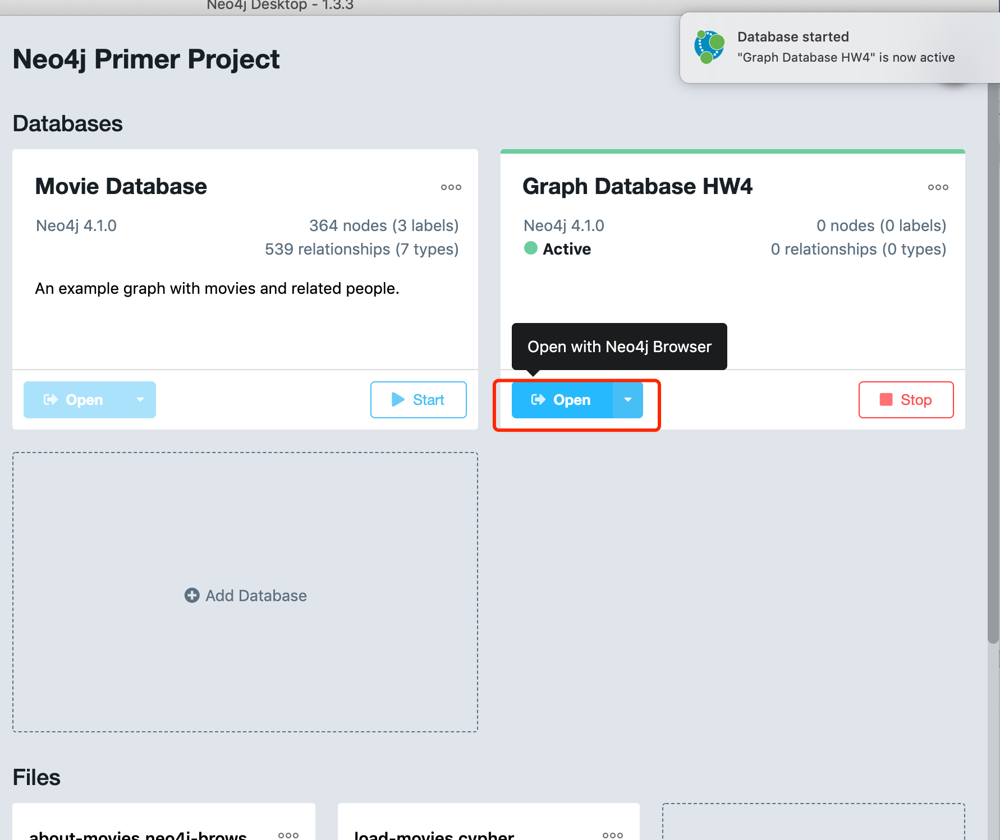 Neo4j Desktop - 1.3.3
Database started
"Graph Database HW4" is now active
Neo4j Primer Project
Databases
Movie Database
Neo4j 4.1.0
364 nodes (3 labels)
539 relationships (7 types)
An example graph with movies and related people.
Open
Start
Graph Database HW4
Neo4j 4.1.0
0 nodes (0 labels)
Active
0 relationships (0 types)
Open with Neo4j Browser
Open
Stop
Add Database
Files
about-movies.neo4j-brows
load-movies.cypher